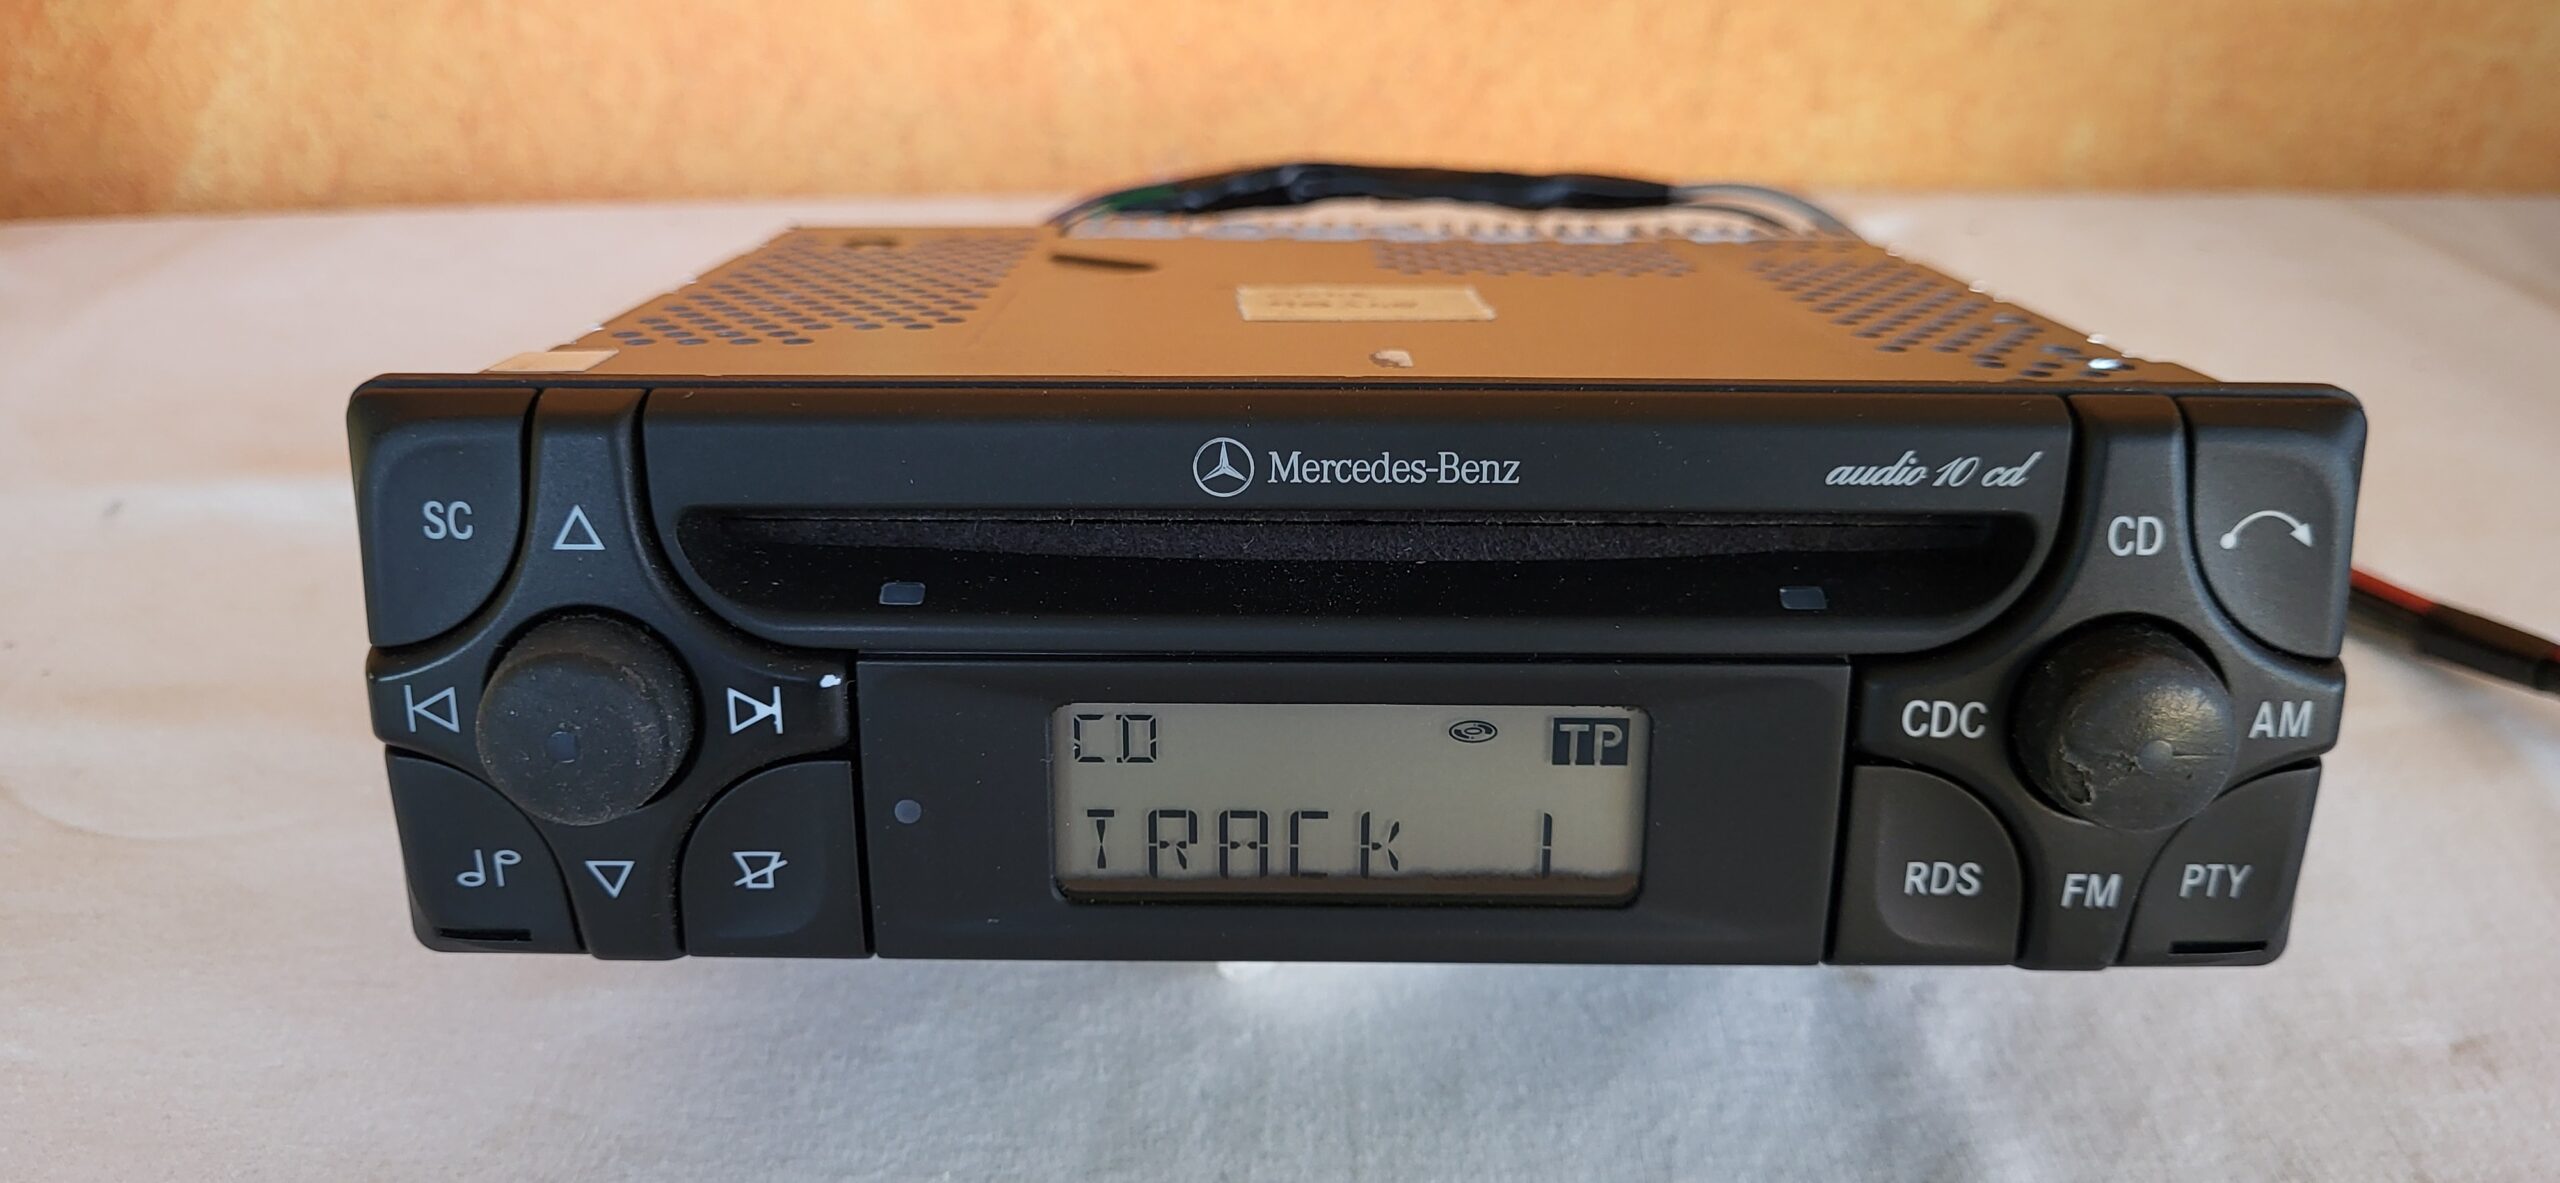 Mercedes-Benz
audio 10 cd
SC
CD
CD
TP
CDC
AM
TRACK 1
RDS
FM
PTY